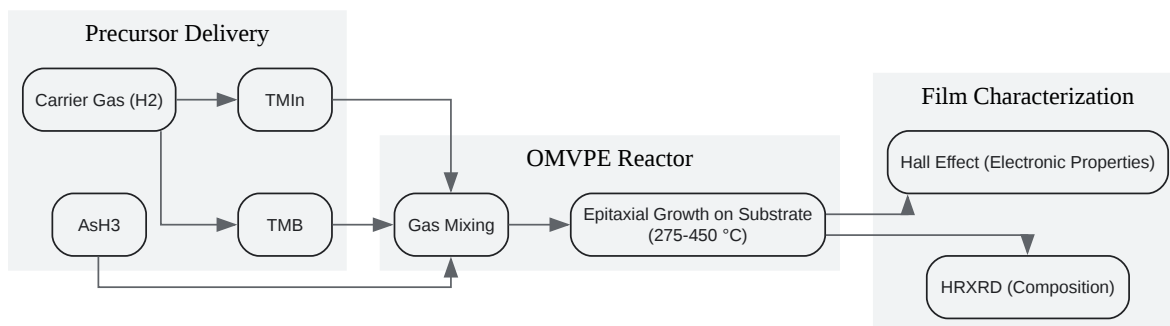 Precursor Delivery
Carrier Gas (H2)
TMIn
AsH3
TMB
OMVPE Reactor
Gas Mixing
Epitaxial Growth on Substrate
(275-450 °C)
Film Characterization
Hall Effect (Electronic Properties)
HRXRD (Composition)